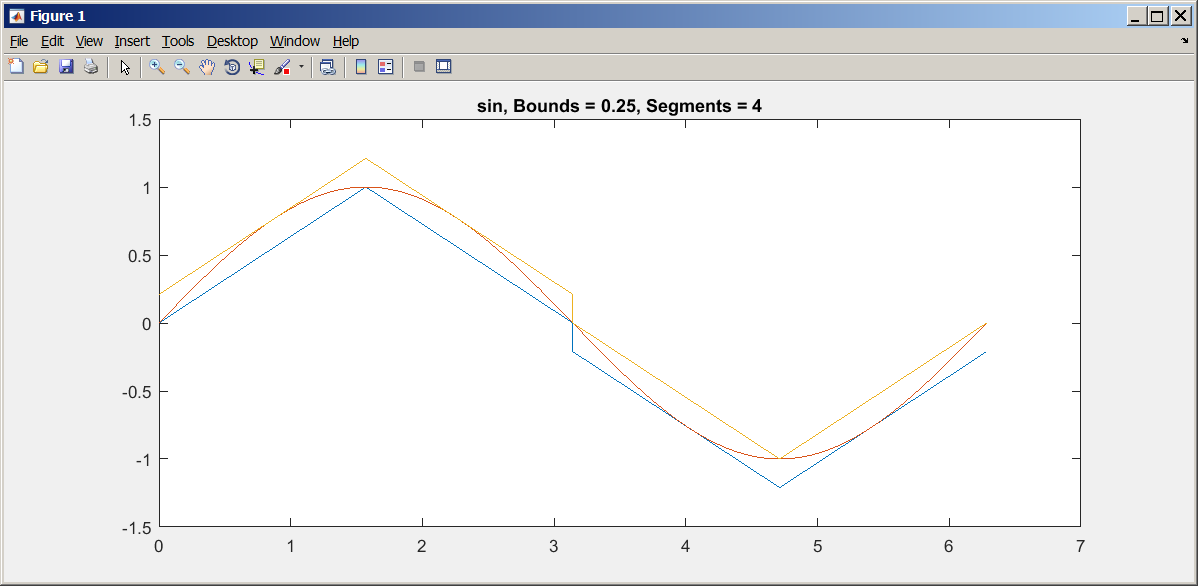 Figure 1
File Edit View Insert Tools Desktop Window Help
sin, Bounds = 0.25, Segments = 4
1.5
1
0.5
0
-0.5
-1
-1.5
0 1 2 3 4 5 6 7